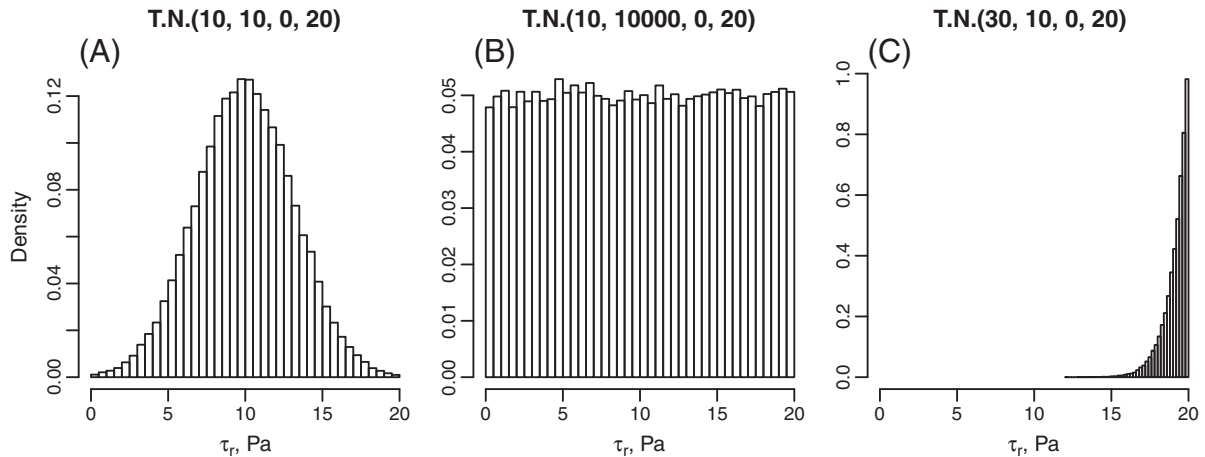 T.N.(10, 10, 0, 20)
(A)
Density
0.00
0.04
0.08
0.12
0 5 10 15 20
τr, Pa
T.N.(10, 10000, 0, 20)
(B)
0.00
0.01
0.02
0.03
0.04
0.05
0 5 10 15 20
τr, Pa
T.N.(30, 10, 0, 20)
(C)
0.0
0.2
0.4
0.6
0.8
1.0
0 5 10 15 20
τr, Pa